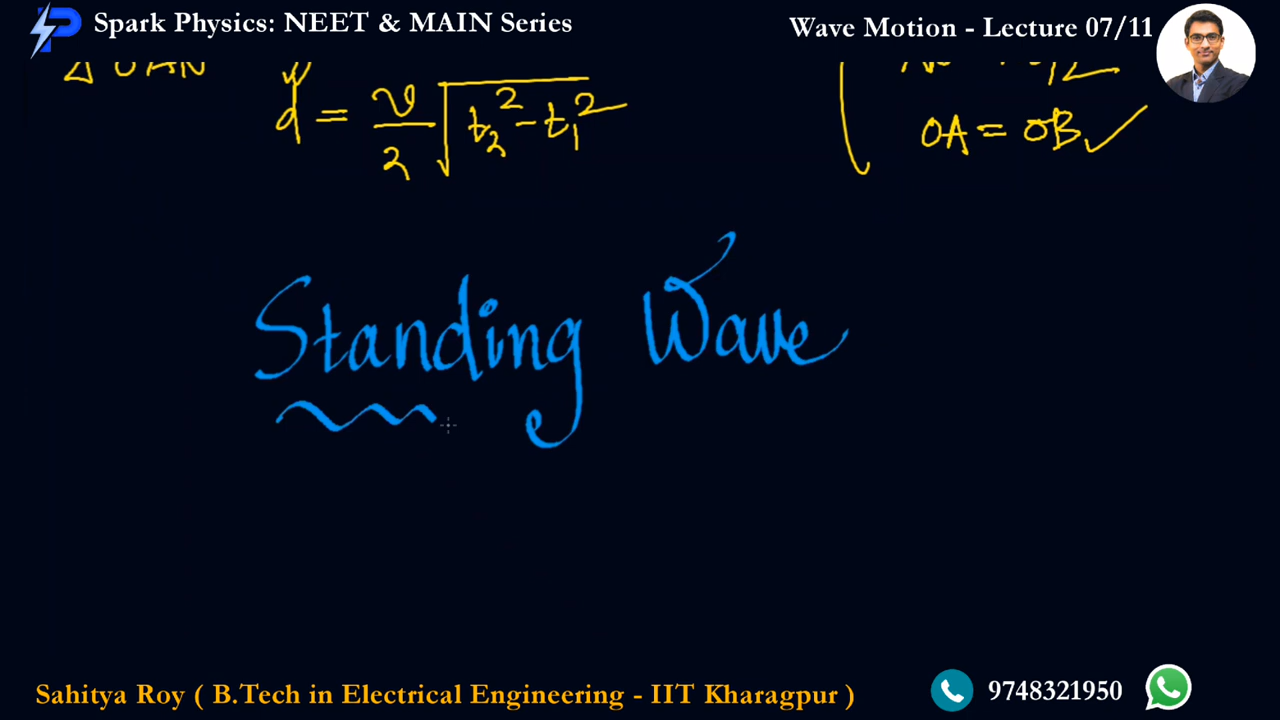 Spark Physics: NEET & MAIN Series
Wave Motion - Lecture 07/11
d = v/2 √(t₂² - t₁²)
OA = OB ✓
Standing Wave
Sahitya Roy ( B.Tech in Electrical Engineering - IIT Kharagpur )
9748321950